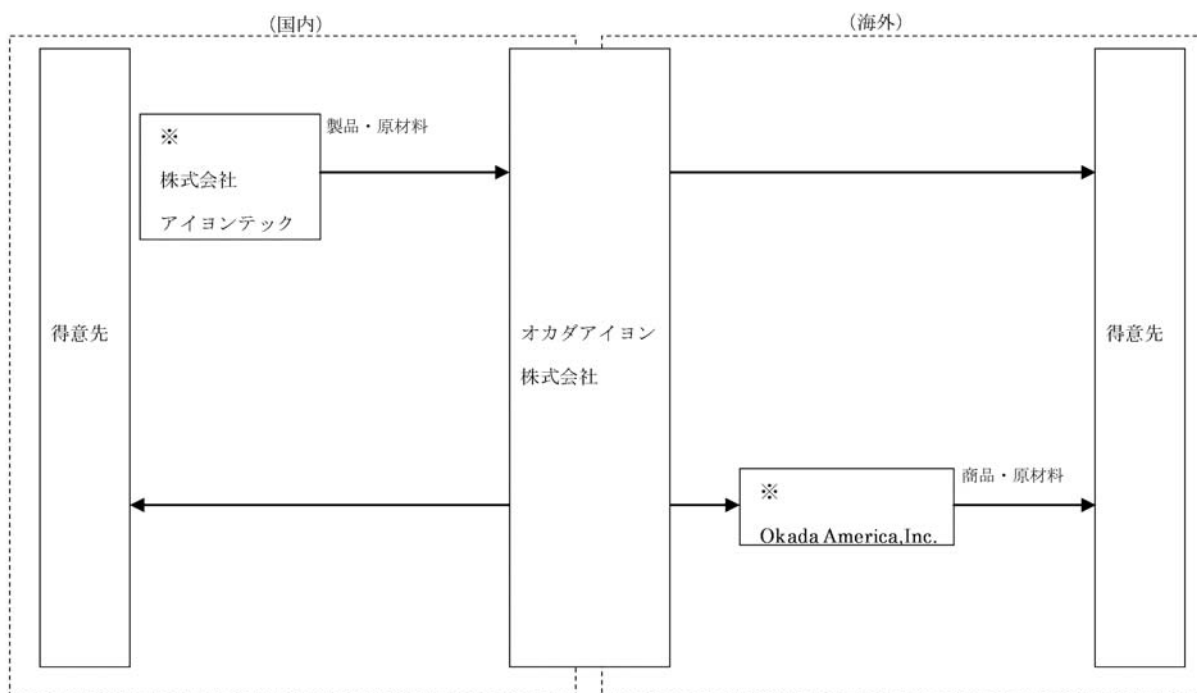 (国内)
(海外)
※
株式会社
アイヨンテック
製品・原材料
得意先
オカダアイヨン
株式会社
得意先
※
Okada America,Inc.
商品・原材料